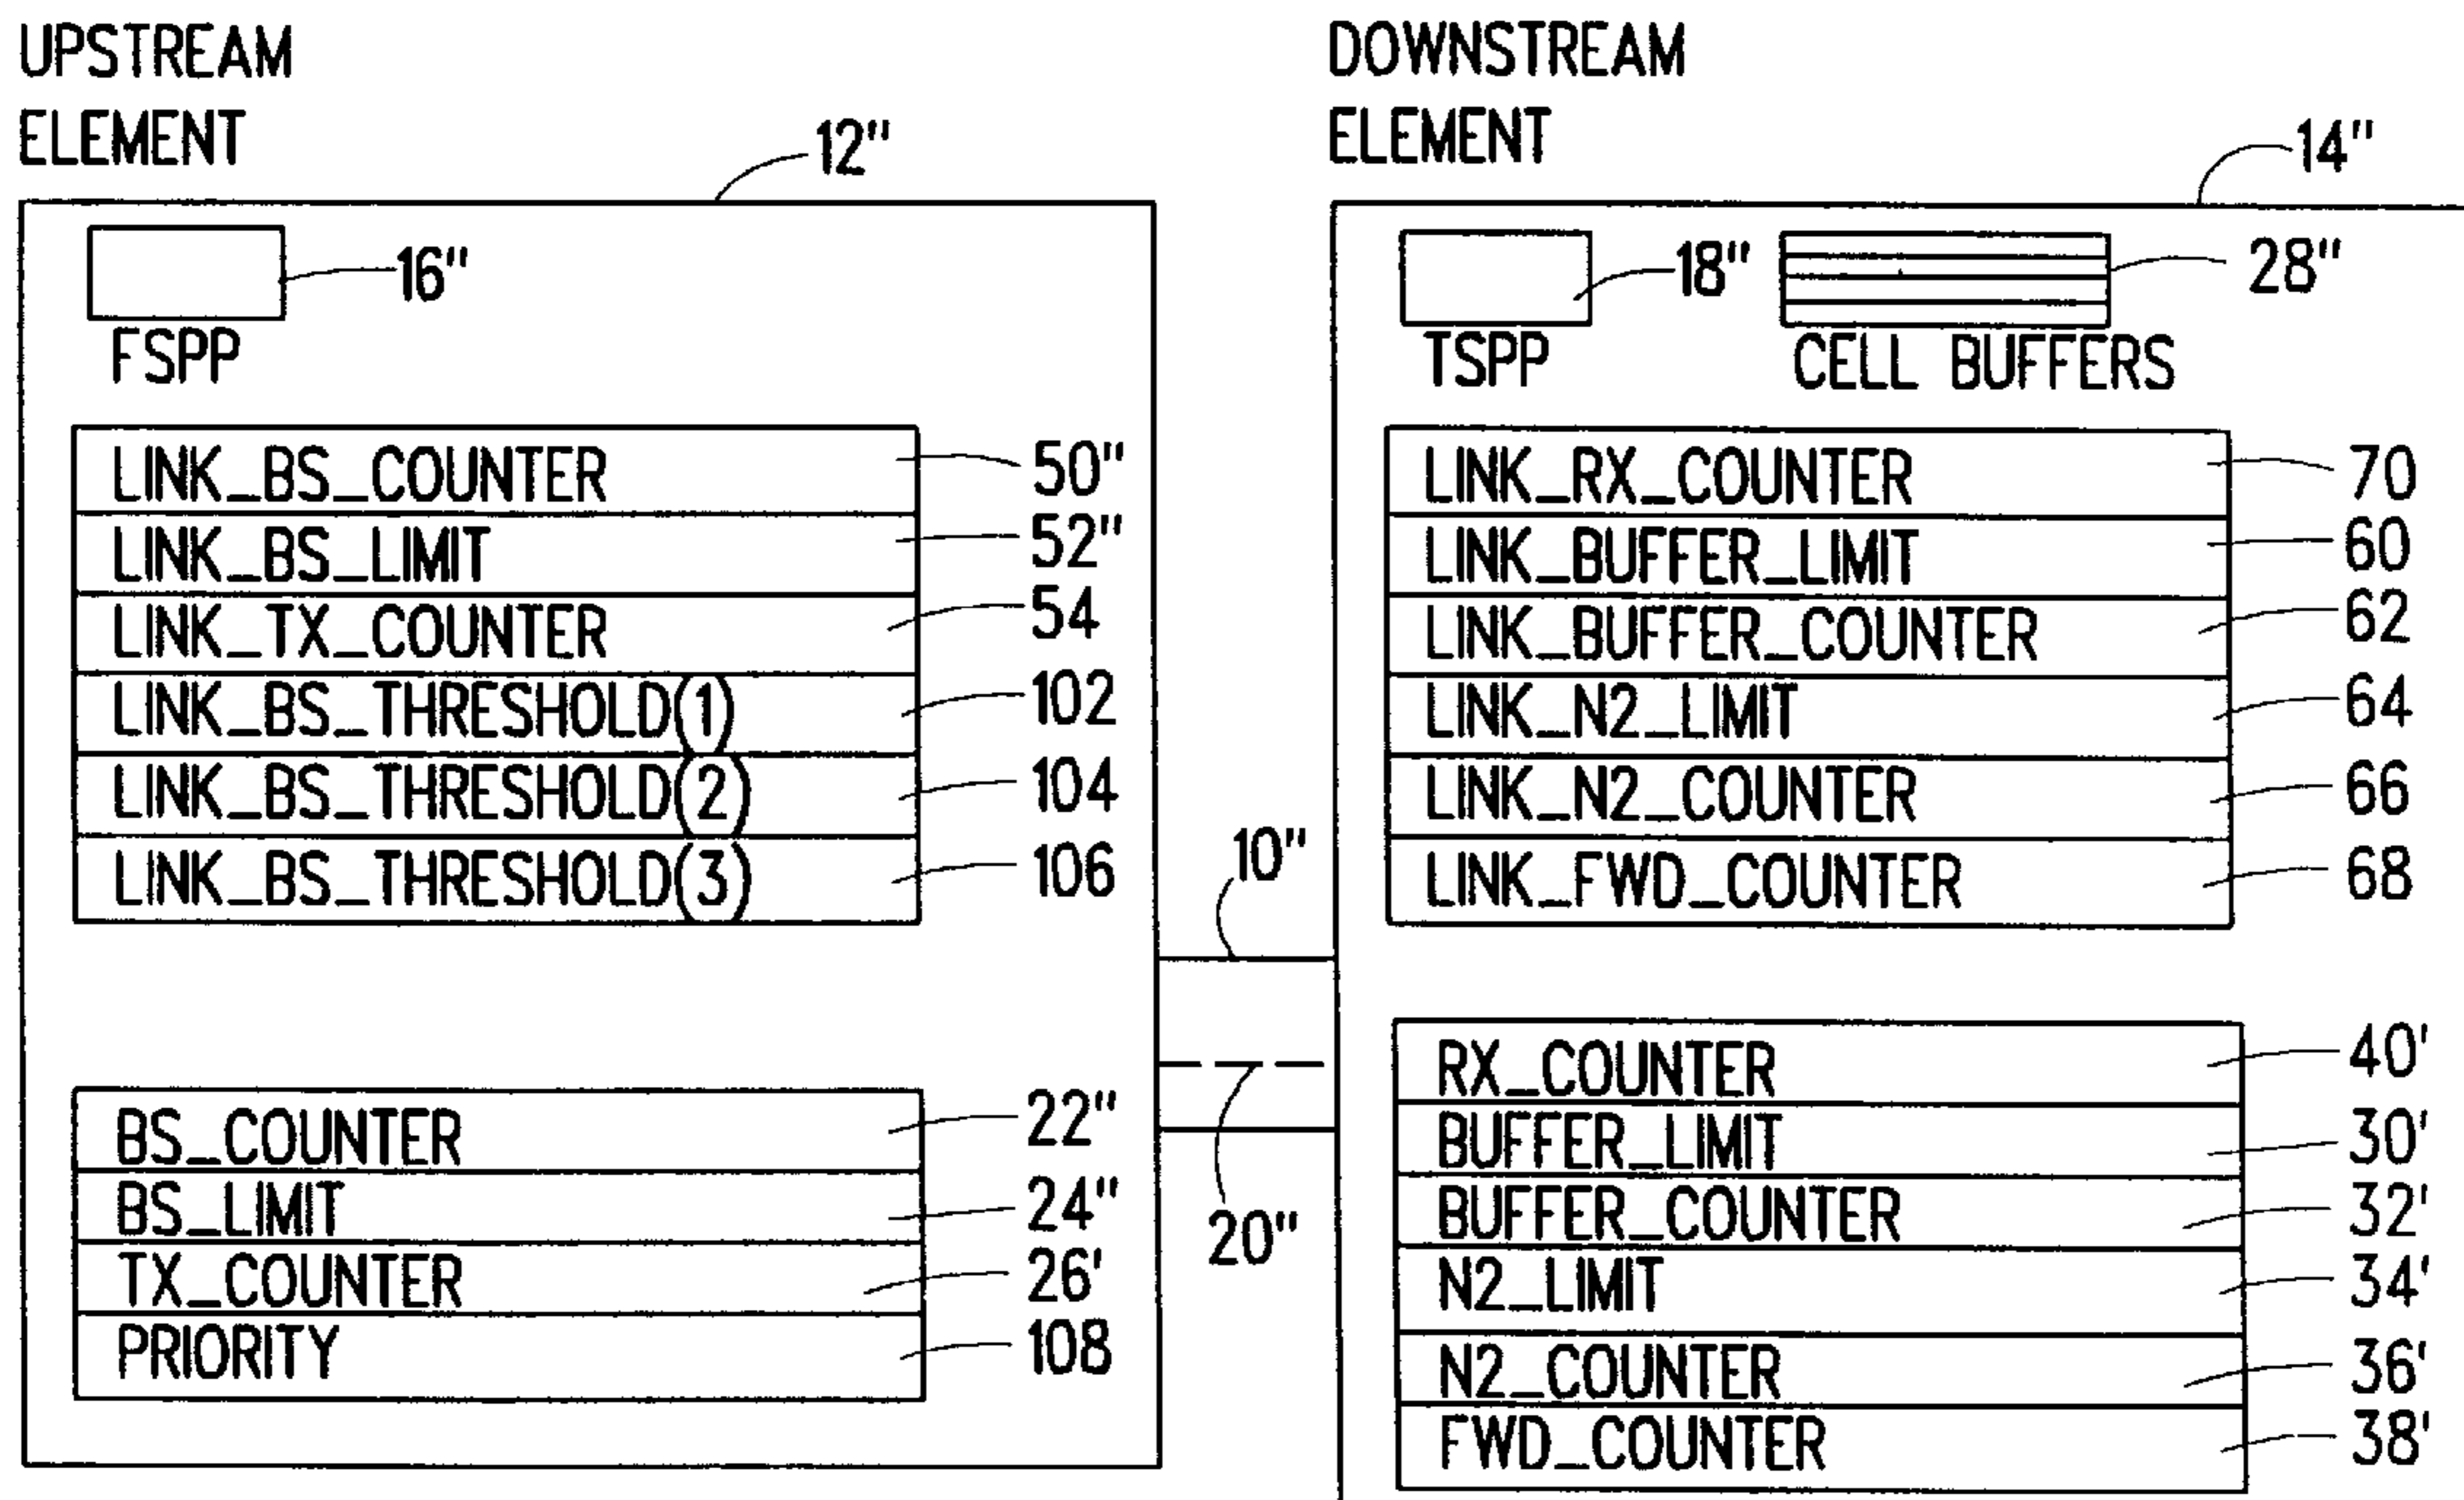 UPSTREAM
ELEMENT
12"
16"
FSPP
LINK_BS_COUNTER 50"
LINK_BS_LIMIT 52"
LINK_TX_COUNTER 54
LINK_BS_THRESHOLD(1) 102
LINK_BS_THRESHOLD(2) 104
LINK_BS_THRESHOLD(3) 106
BS_COUNTER 22"
BS_LIMIT 24"
TX_COUNTER 26'
PRIORITY 108
10"
20"
DOWNSTREAM
ELEMENT
14"
18" 28"
TSPP CELL BUFFERS
LINK_RX_COUNTER 70
LINK_BUFFER_LIMIT 60
LINK_BUFFER_COUNTER 62
LINK_N2_LIMIT 64
LINK_N2_COUNTER 66
LINK_FWD_COUNTER 68
RX_COUNTER 40'
BUFFER_LIMIT 30'
BUFFER_COUNTER 32'
N2_LIMIT 34'
N2_COUNTER 36'
FWD_COUNTER 38'